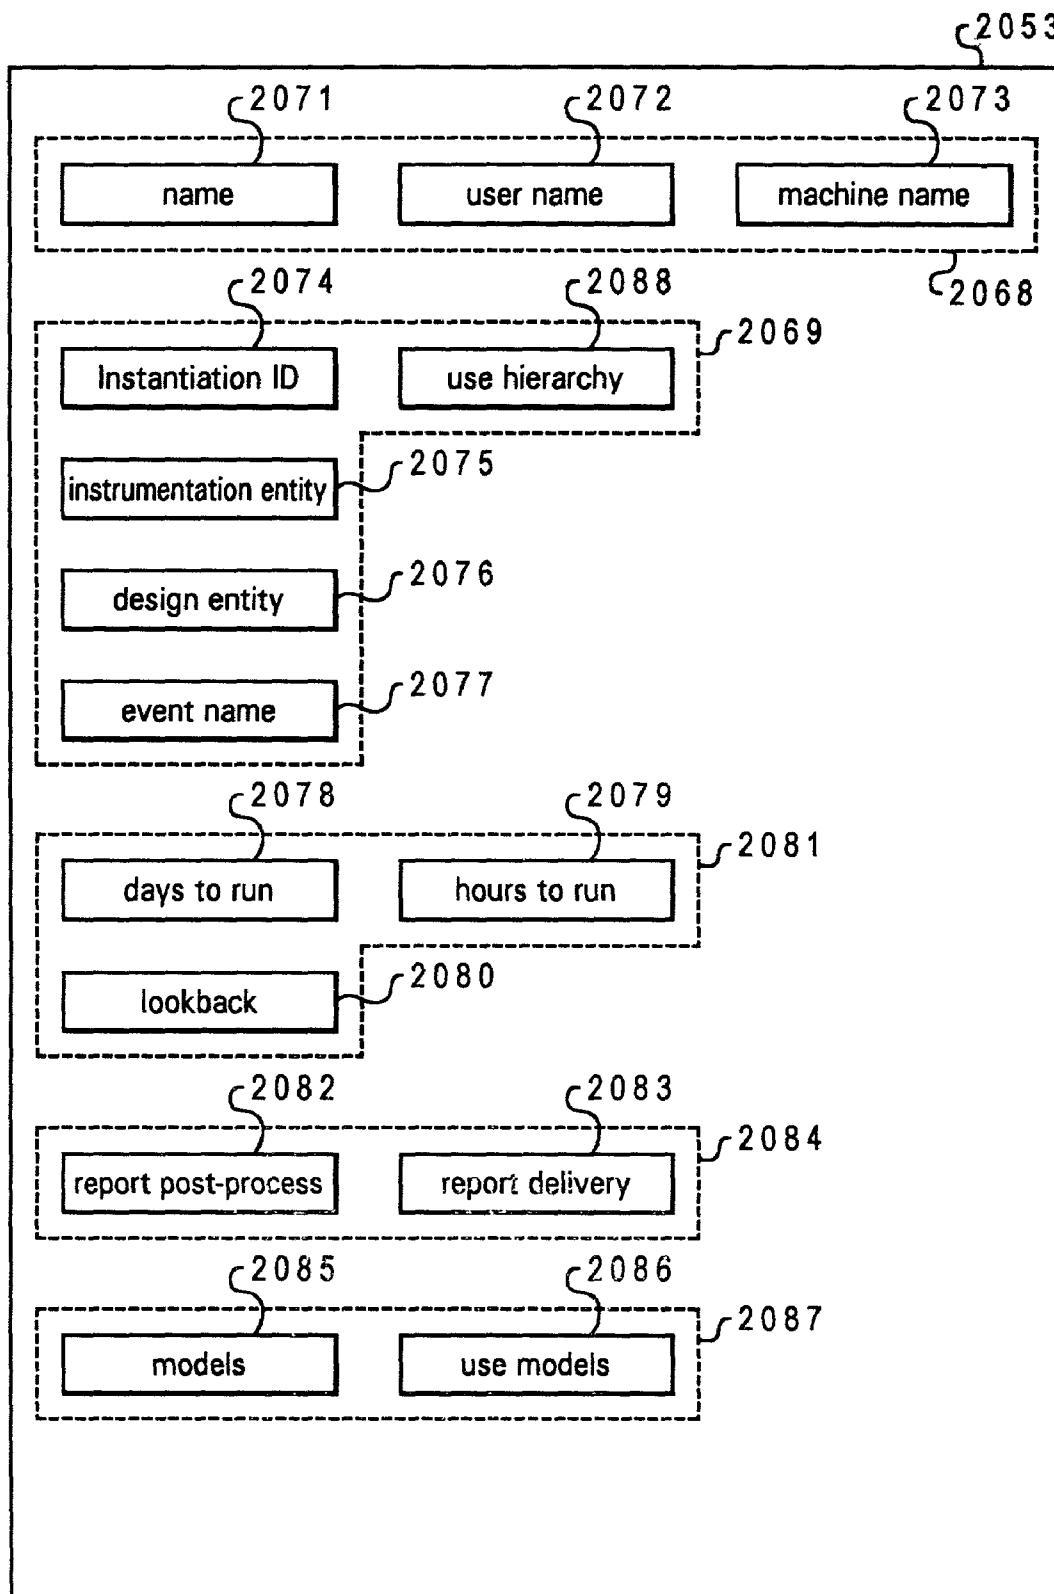 2053
2071 2072 2073
name user name machine name
2068
2074 2088
2069
Instantiation ID use hierarchy
2075
instrumentation entity
2076
design entity
2077
event name
2078 2079
2081
days to run hours to run
2080
lookback
2082 2083
2084
report post-process report delivery
2085 2086
2087
models use models